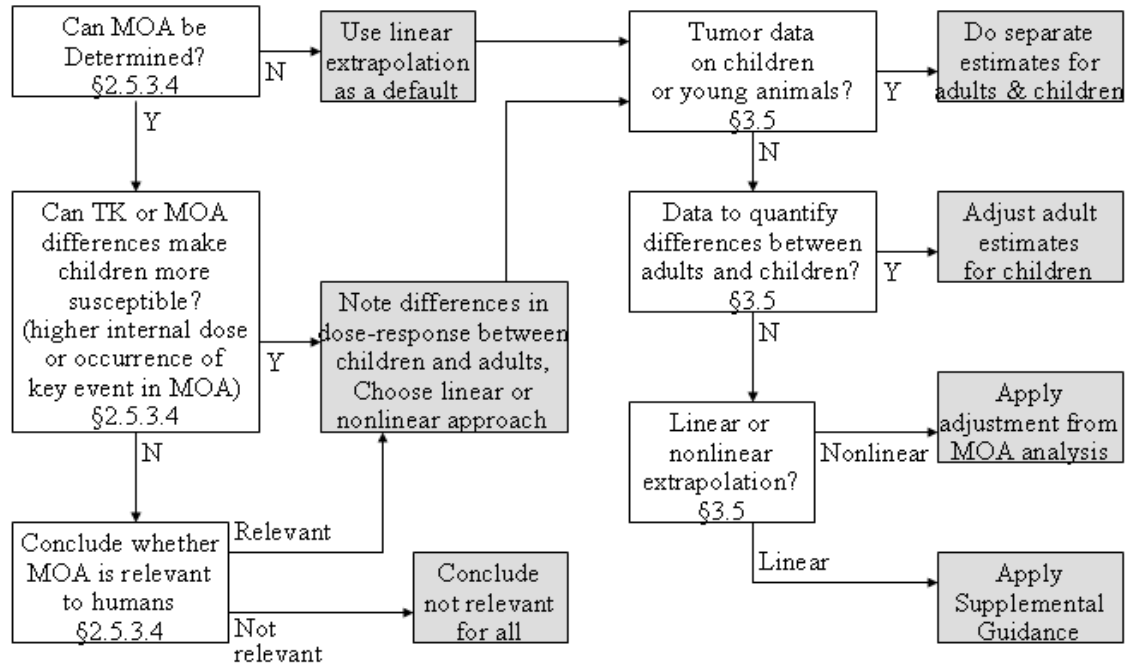 Can MOA be
Determined?
§2.5.3.4
N
Y
Use linear
extrapolation
as a default
Can TK or MOA
differences make
children more
susceptible?
(higher internal dose
or occurrence of
key event in MOA)
§2.5.3.4
Y
N
Note differences in
dose-response between
children and adults,
Choose linear or
nonlinear approach
Conclude whether
MOA is relevant
to humans
§2.5.3.4
Relevant
Not
relevant
Conclude
not relevant
for all
Tumor data
on children
or young animals?
§3.5
Y
N
Do separate
estimates for
adults & children
Data to quantify
differences between
adults and children?
§3.5
Y
N
Adjust adult
estimates
for children
Linear or
nonlinear
extrapolation?
§3.5
Nonlinear
Linear
Apply
adjustment from
MOA analysis
Apply
Supplemental
Guidance